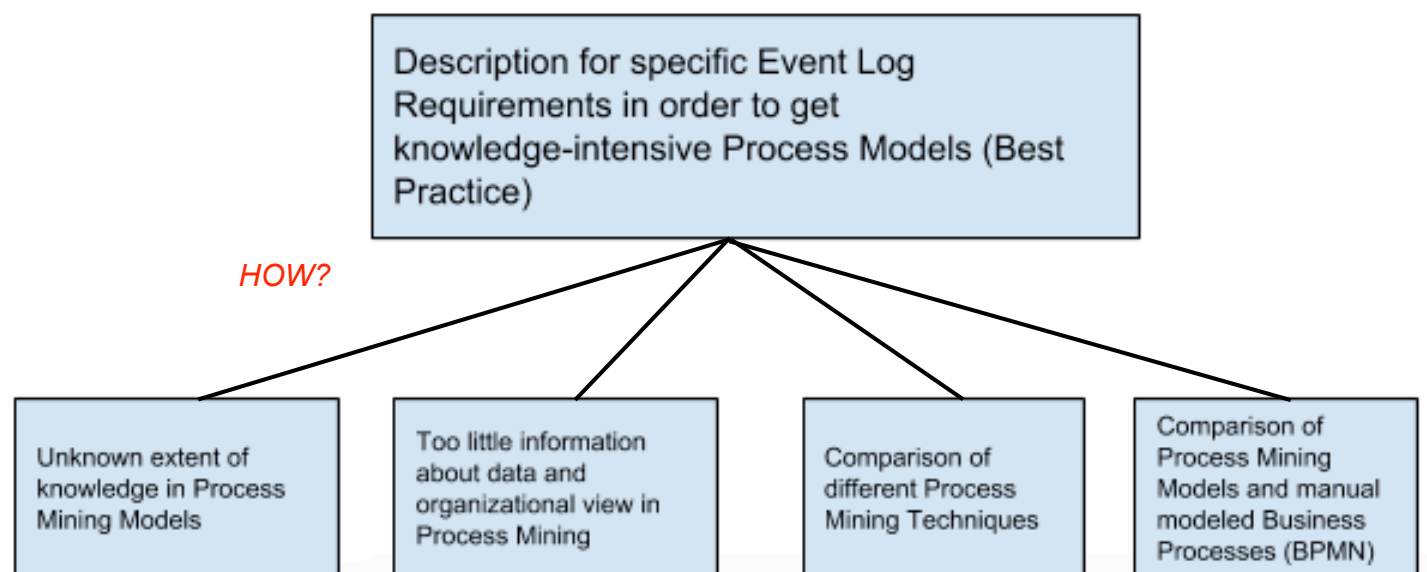 Description for specific Event Log
Requirements in order to get
knowledge-intensive Process Models (Best
Practice)
HOW?
Unknown extent of
knowledge in Process
Mining Models
Too little information
about data and
organizational view in
Process Mining
Comparison of
different Process
Mining Techniques
Comparison of
Process Mining
Models and manual
modeled Business
Processes (BPMN)